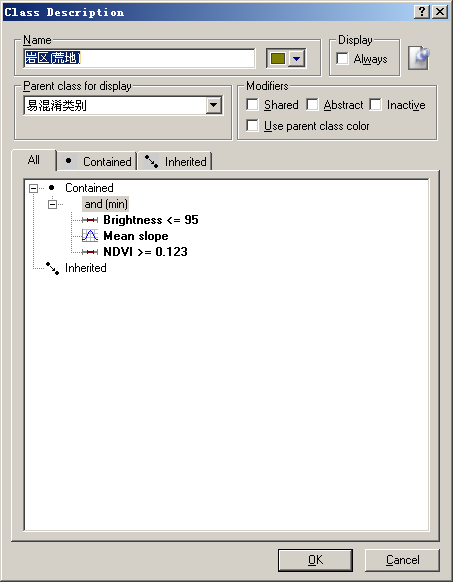 Class Description
Name
岩区(荒地)
Display
Always
Parent class for display
易混淆类别
Modifiers
Shared
Abstract
Inactive
Use parent class color
All
Contained
Inherited
Contained
and (min)
Brightness <= 95
Mean slope
NDVI >= 0.123
Inherited
OK
Cancel